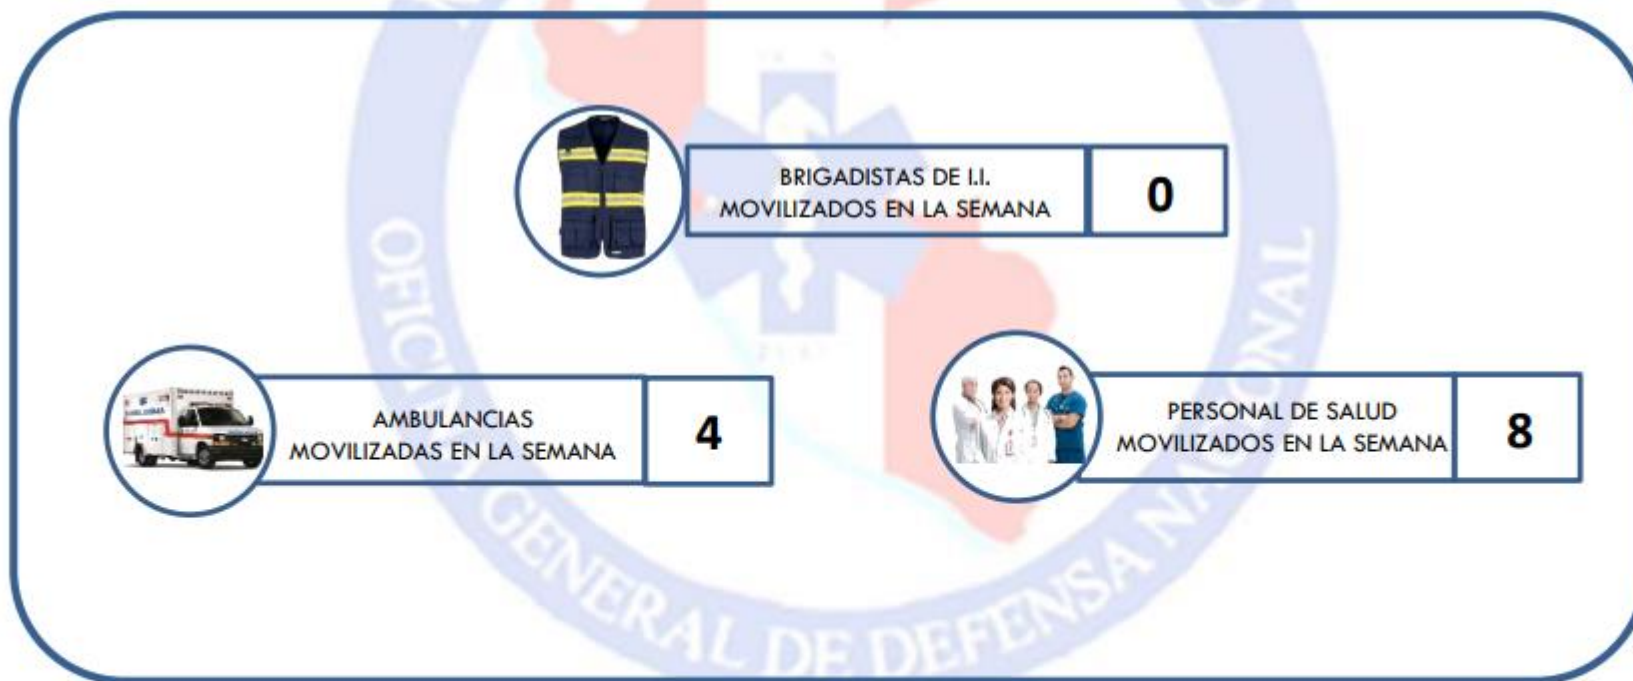 BRIGADISTAS DE I.I.
MOVILIZADOS EN LA SEMANA
0
AMBULANCIAS
MOVILIZADAS EN LA SEMANA
4
PERSONAL DE SALUD
MOVILIZADOS EN LA SEMANA
8
OFICINA GENERAL DE DEFENSA NACIONAL